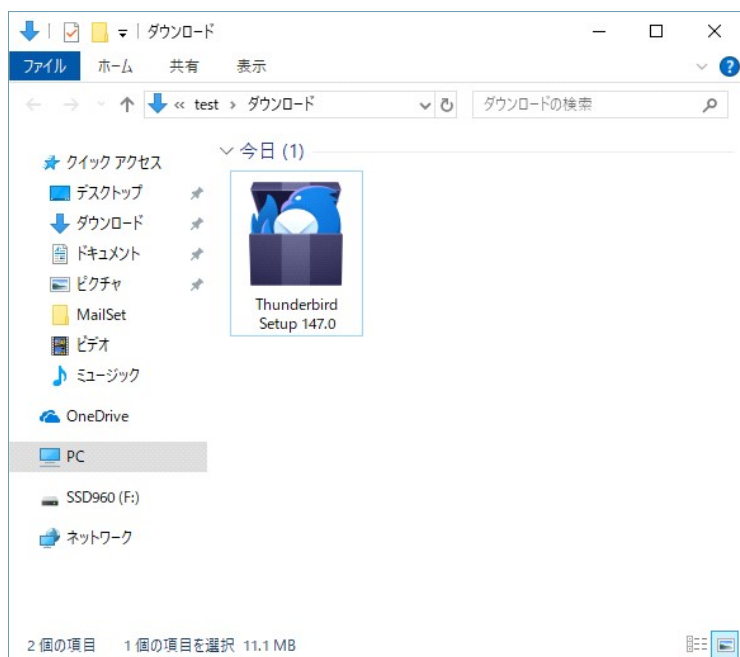 ダウンロード
ファイル ホーム 共有 表示
« test › ダウンロード ダウンロードの検索
クイック アクセス
デスクトップ
ダウンロード
ドキュメント
ピクチャ
MailSet
ビデオ
ミュージック
OneDrive
PC
SSD960 (F:)
ネットワーク
今日 (1)
Thunderbird
Setup 147.0
2 個の項目 1 個の項目を選択 11.1 MB